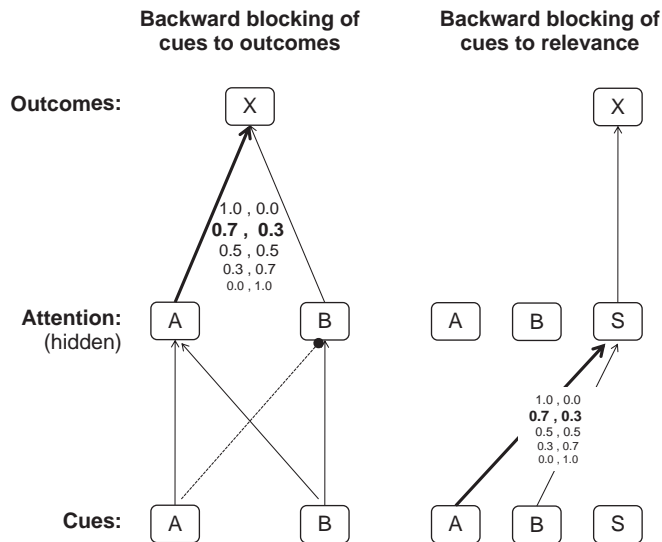 Backward blocking of
cues to outcomes
Backward blocking of
cues to relevance
Outcomes:
X
X
1.0 , 0.0
0.7 , 0.3
0.5 , 0.5
0.3 , 0.7
0.0 , 1.0
Attention:
(hidden)
A
B
A
B
S
1.0 , 0.0
0.7 , 0.3
0.5 , 0.5
0.3 , 0.7
0.0 , 1.0
Cues:
A
B
A
B
S